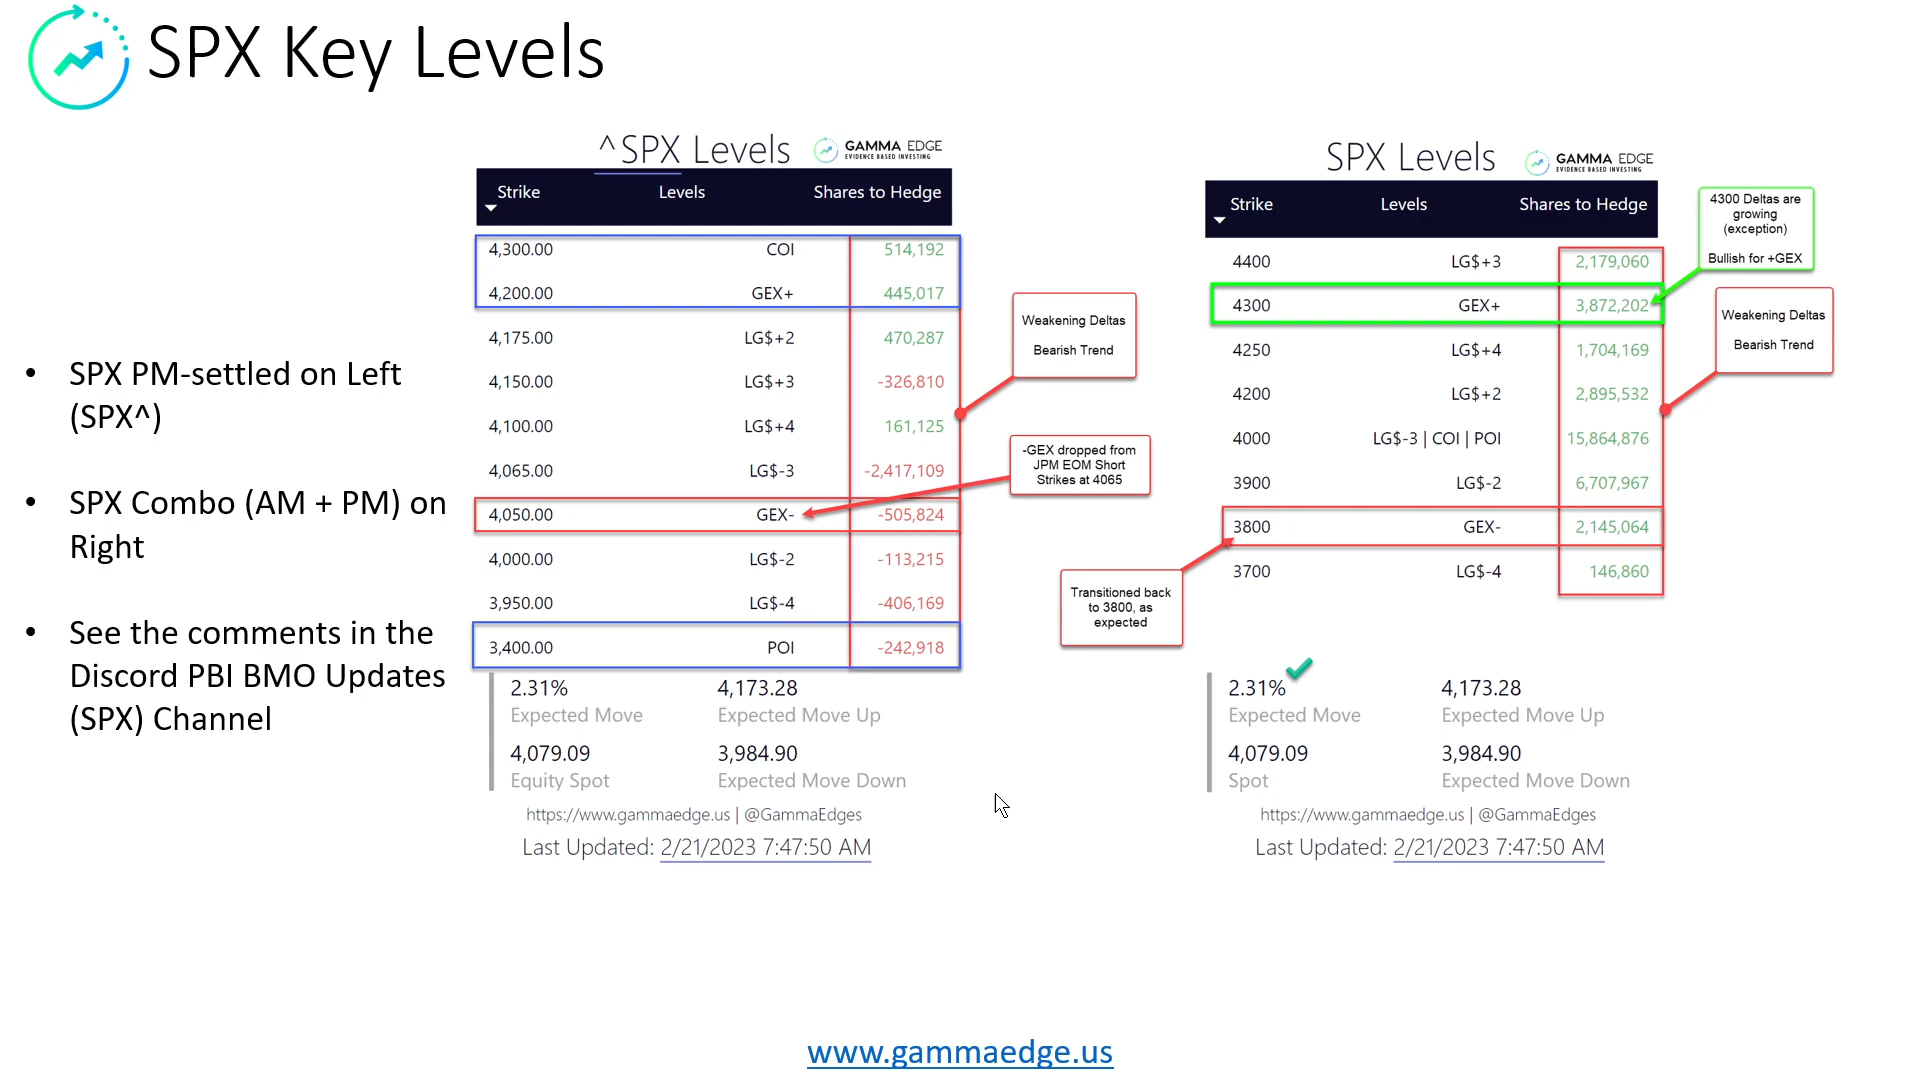 SPX Key Levels
SPX PM-settled on Left
(SPX^)
SPX Combo (AM + PM) on
Right
See the comments in the
Discord PBI BMO Updates
(SPX) Channel
^SPX Levels
GAMMA EDGE
EVIDENCE BASED INVESTING
Strike Levels Shares to Hedge
4,300.00 COI 514,192
4,200.00 GEX+ 445,017
4,175.00 LG$+2 470,287
4,150.00 LG$+3 -326,810
4,100.00 LG$+4 161,125
4,065.00 LG$-3 -2,417,109
4,050.00 GEX- -505,824
4,000.00 LG$-2 -113,215
3,950.00 LG$-4 -406,169
3,400.00 POI -242,918
2.31% 4,173.28
Expected Move Expected Move Up
4,079.09 3,984.90
Equity Spot Expected Move Down
https://www.gammaedge.us | @GammaEdges
Last Updated: 2/21/2023 7:47:50 AM
Weakening Deltas
Bearish Trend
-GEX dropped from
JPM EOM Short
Strikes at 4065
SPX Levels
GAMMA EDGE
EVIDENCE BASED INVESTING
Strike Levels Shares to Hedge
4400 LG$+3 2,179,060
4300 GEX+ 3,872,202
4250 LG$+4 1,704,169
4200 LG$+2 2,895,532
4000 LG$-3 | COI | POI 15,864,876
3900 LG$-2 6,707,967
3800 GEX- 2,145,064
3700 LG$-4 146,860
2.31% 4,173.28
Expected Move Expected Move Up
4,079.09 3,984.90
Spot Expected Move Down
https://www.gammaedge.us | @GammaEdges
Last Updated: 2/21/2023 7:47:50 AM
4300 Deltas are
growing
(exception)
Bullish for +GEX
Weakening Deltas
Bearish Trend
Transitioned back
to 3800, as
expected
www.gammaedge.us